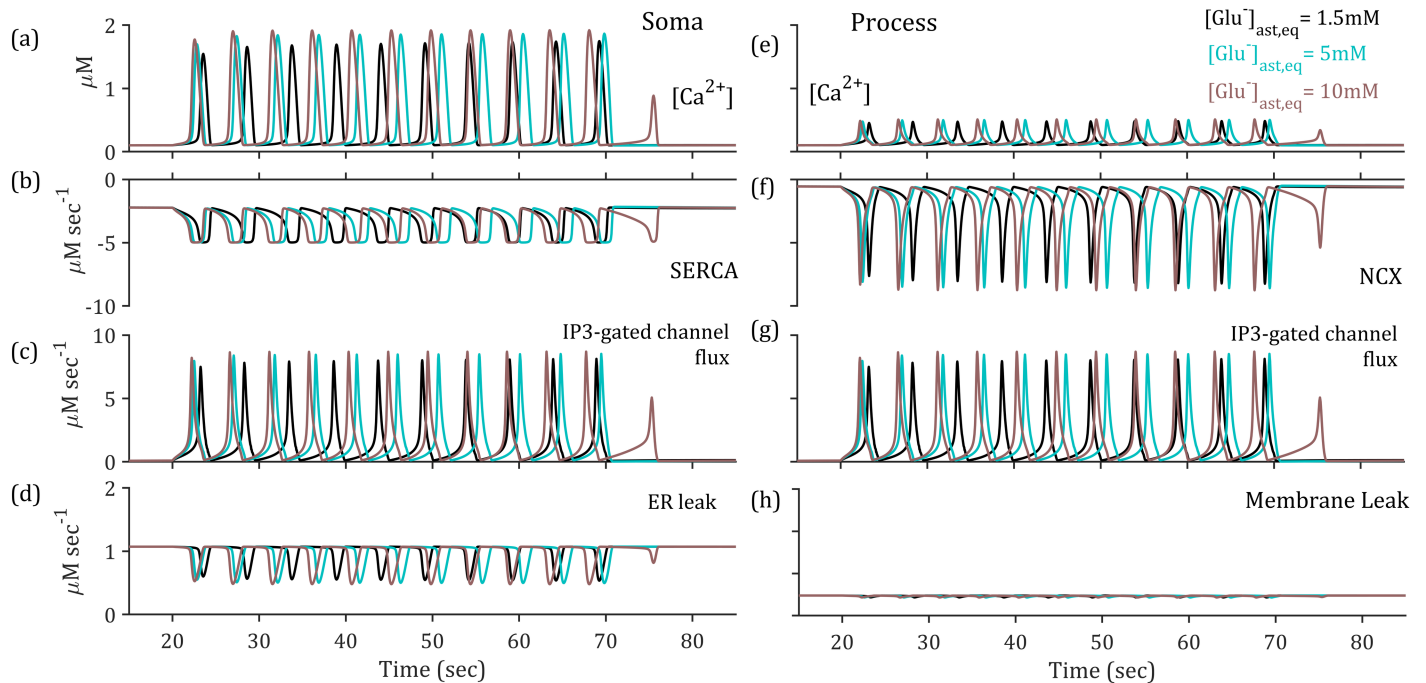 (a)
2
1
0
μM
Soma
[Ca2+]
(e)
Process
[Ca2+]
[Glu-]ast,eq = 1.5mM
[Glu-]ast,eq = 5mM
[Glu-]ast,eq = 10mM
(b)
0
-5
-10
μM sec-1
SERCA
(f)
NCX
(c)
10
5
0
μM sec-1
IP3-gated channel
flux
(g)
IP3-gated channel
flux
(d)
2
1
0
μM sec-1
ER leak
(h)
Membrane Leak
20 30 40 50 60 70 80
Time (sec)
20 30 40 50 60 70 80
Time (sec)